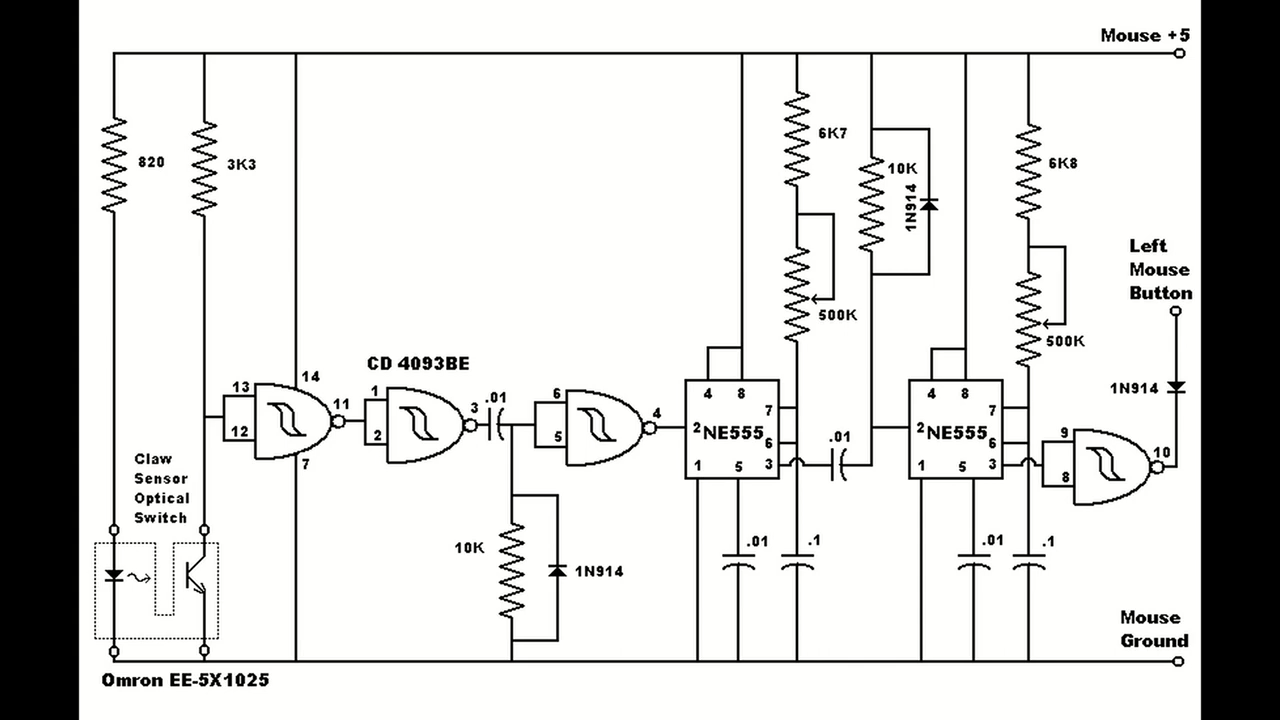 Mouse +5
820
3K3
6K7
10K
1N914
6K8
500K
500K
Left
Mouse
Button
1N914
CD 4093BE
13
12
14
11
7
1
2
3
.01
6
5
4
4 8
2 NE555
7
6
3
1 5
.01
4 8
2 NE555
7
6
3
1 5
9
8
10
Claw
Sensor
Optical
Switch
10K
1N914
.01
.1
.01
.1
Mouse
Ground
Omron EE-5X1025